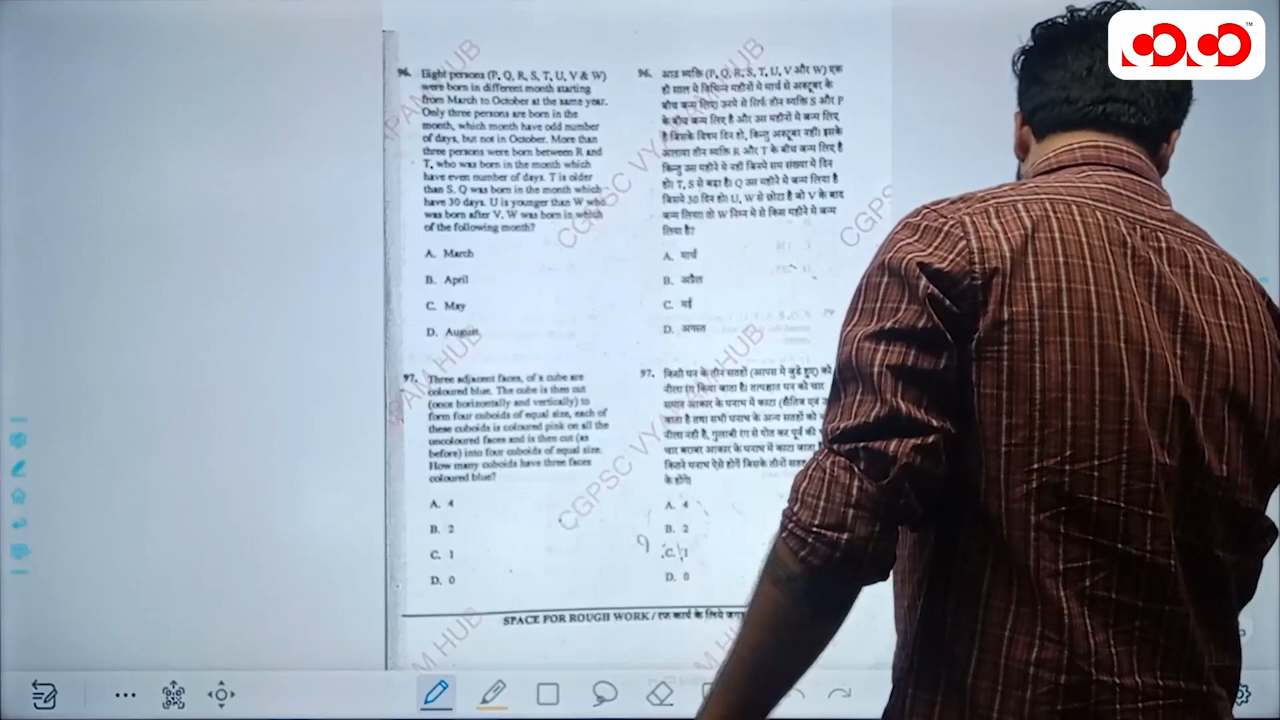 96. Eight persons (P, Q, R, S, T, U, V & W)
were born in different month starting
from March to October at the same year.
Only three persons are born in the
month, which month have odd number
of days, but not in October. More than
three persons were born between R and
T, who was born in the month which
have even number of days. T is older
than S. Q was born in the month which
have 30 days. U is younger than W who
was born after V. W was born in which
of the following month?
A. March
B. April
C. May
D. August
97. Three adjacent faces, of a cube are
coloured blue. The cube is then cut
(once horizontally and vertically) to
form four cuboids of equal size, each of
these cuboids is coloured pink on all the
uncoloured faces and is then cut (as
before) into four cuboids of equal size.
How many cuboids have three faces
coloured blue?
A. 4
B. 2
C. 1
D. 0
96. आठ व्यक्ति (P, Q, R, S, T, U, V और W) एक
ही साल मे विभिन्न महीनों मे मार्च से अक्टूबर के
बीच जन्म लिए। उनमे से सिर्फ तीन व्यक्ति S और P
के बीच जन्म लिए है और उस महीनों मे जन्म लिए
है जिसके विषम दिन हो, किन्तु अक्टूबर नहीं। इसके
अलावा तीन व्यक्ति R और T के बीच जन्म लिए है
किन्तु उस महीने मे नहीं जिनमे सम संख्या मे दिन
हो। T, S से बड़ा है। Q उस महीने मे जन्म लिया है
जिसमे 30 दिन हो। U, W से छोटा है जो V के बाद
जन्म लिया। तो W निम्न मे से किस महीने मे जन्म
लिया है?
A. मार्च
B. अप्रैल
C. मई
D. अगस्त
97. किसी घन के तीन सतहों (आपस मे जुडे हुए) को
नीला रंग किया जाता है। तत्पश्चात घन को चार
समान आकार के घनाभ में काटा (क्षैतिज एवं
जाता है तथा सभी घनाभ के अन्य सतहों को
नीला नही है, गुलाबी रंग से पोत कर पूर्व की
चार बराबर आकार के घनाभ में काटा जाता
कितने घनाभ ऐसे होगें जिसके तीनों सतह
के होंगे।
A. 4
B. 2
C. 1
D. 0
SPACE FOR ROUGH WORK / रफ कार्य के लिये
CGPSC VYAPAM HUB